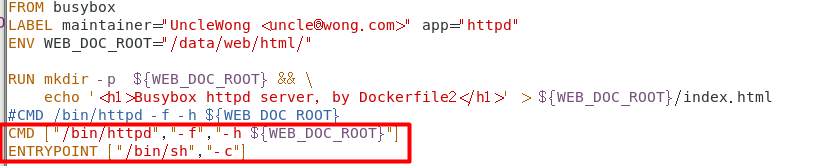 FROM busybox
LABEL maintainer="UncleWong <uncle@wong.com>" app="httpd"
ENV WEB_DOC_ROOT="/data/web/html/"
RUN mkdir -p ${WEB_DOC_ROOT} && \
echo '<h1>Busybox httpd server, by Dockerfile2</h1>' > ${WEB_DOC_ROOT}/index.html
#CMD /bin/httpd -f -h ${WEB_DOC_ROOT}
CMD ["/bin/httpd","-f","-h ${WEB_DOC_ROOT}"]
ENTRYPOINT ["/bin/sh","-c"]